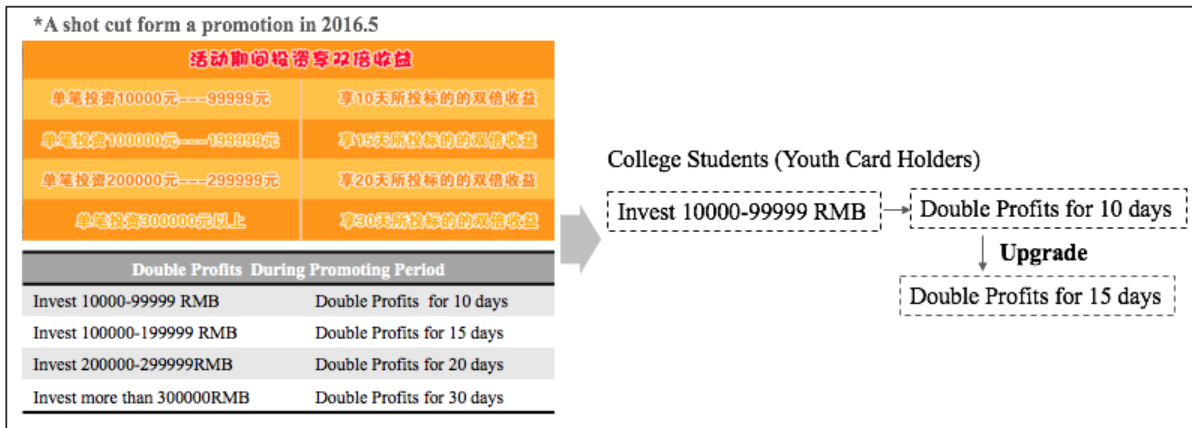 *A shot cut form a promotion in 2016.5
活动期间投资享双倍收益
单笔投资10000元---99999元 享10天所投标的的双倍收益
单笔投资100000元---199999元 享15天所投标的的双倍收益
单笔投资200000元---299999元 享20天所投标的的双倍收益
单笔投资300000元以上 享30天所投标的的双倍收益
Double Profits During Promoting Period
Invest 10000-99999 RMB Double Profits for 10 days
Invest 100000-199999 RMB Double Profits for 15 days
Invest 200000-299999RMB Double Profits for 20 days
Invest more than 300000RMB Double Profits for 30 days
College Students (Youth Card Holders)
Invest 10000-99999 RMB Double Profits for 10 days
Upgrade
Double Profits for 15 days